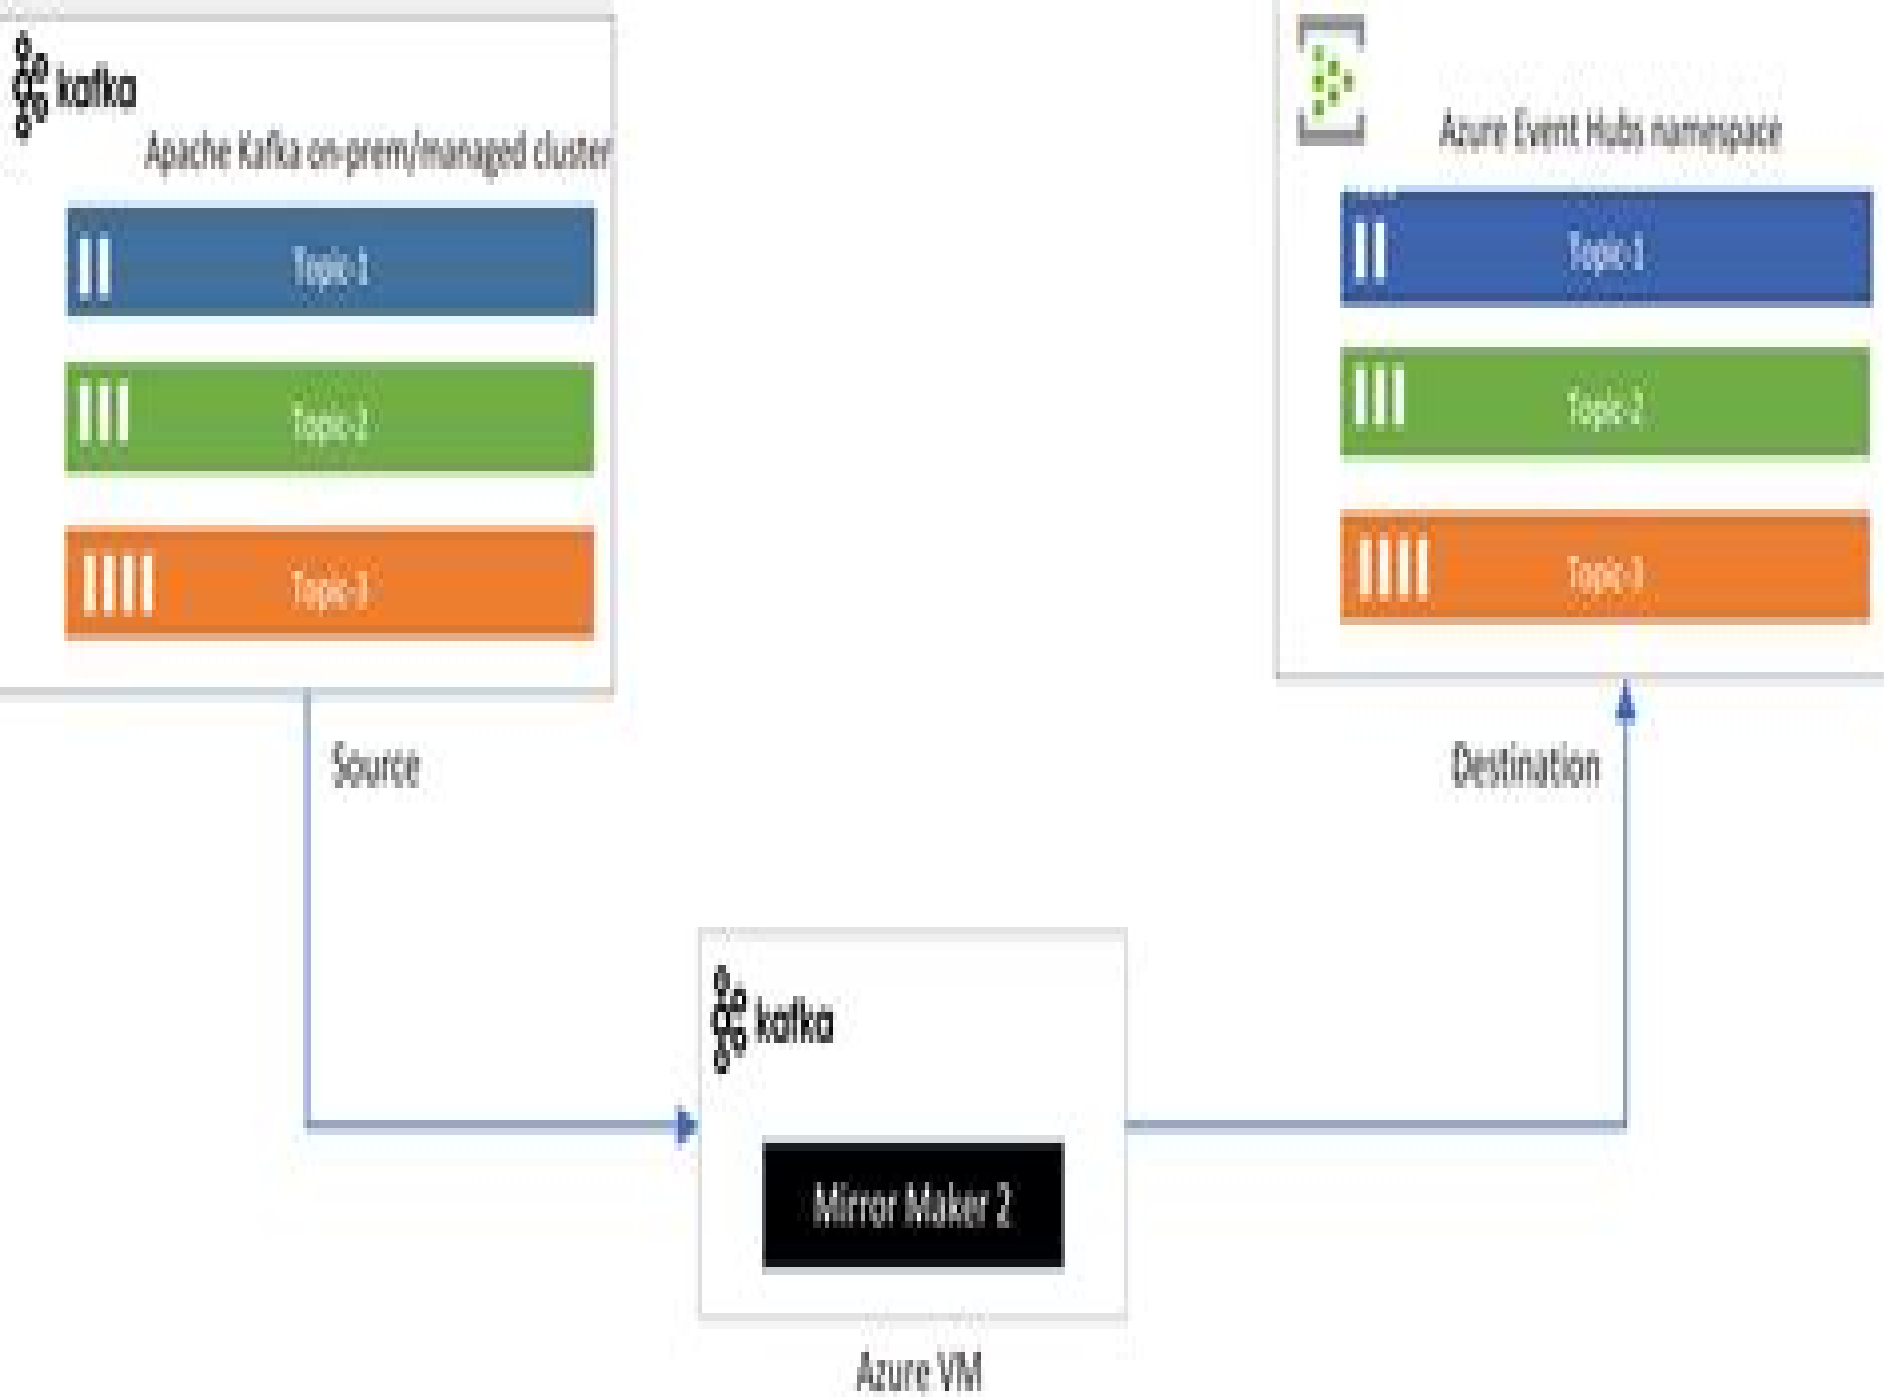 kafka
Apache Kafka on-prem/managed cluster
Topic-1
Topic-2
Topic-3
Azure Event Hubs namespace
Topic-1
Topic-2
Topic-3
Source
Destination
kafka
Mirror Maker 2
Azure VM